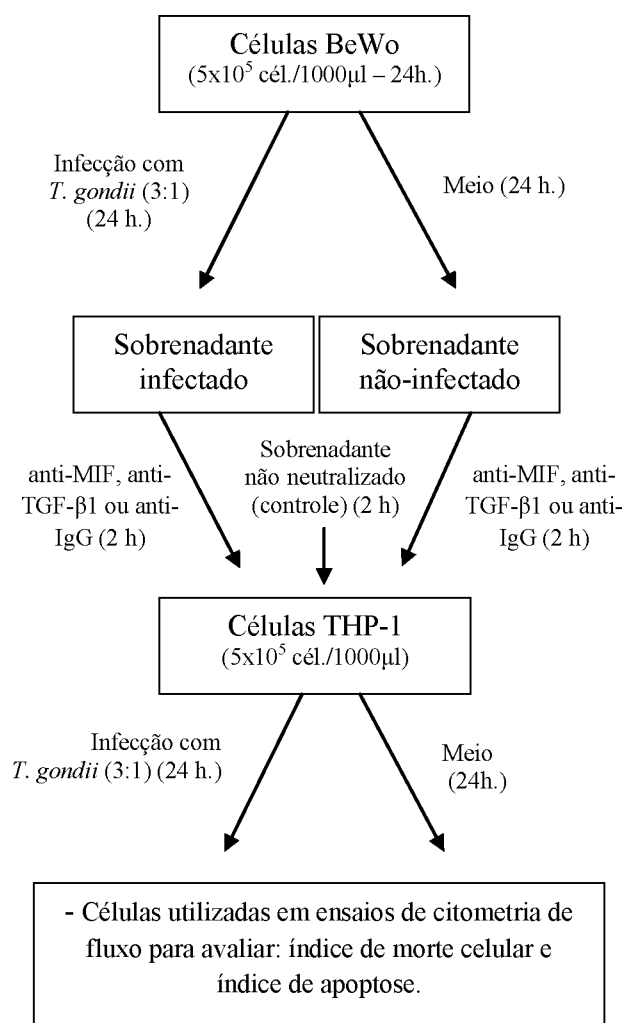 Células BeWo
(5x10⁵ cél./1000µl – 24h.)
Infecção com
T. gondii (3:1)
(24 h.)
Meio (24 h.)
Sobrenadante
infectado
Sobrenadante
não-infectado
anti-MIF, anti-
TGF-β1 ou anti-
IgG (2 h)
Sobrenadante
não neutralizado
(controle) (2 h)
anti-MIF, anti-
TGF-β1 ou anti-
IgG (2 h)
Células THP-1
(5x10⁵ cél./1000µl)
Infecção com
T. gondii (3:1) (24 h.)
Meio
(24h.)
- Células utilizadas em ensaios de citometria de
fluxo para avaliar: índice de morte celular e
índice de apoptose.